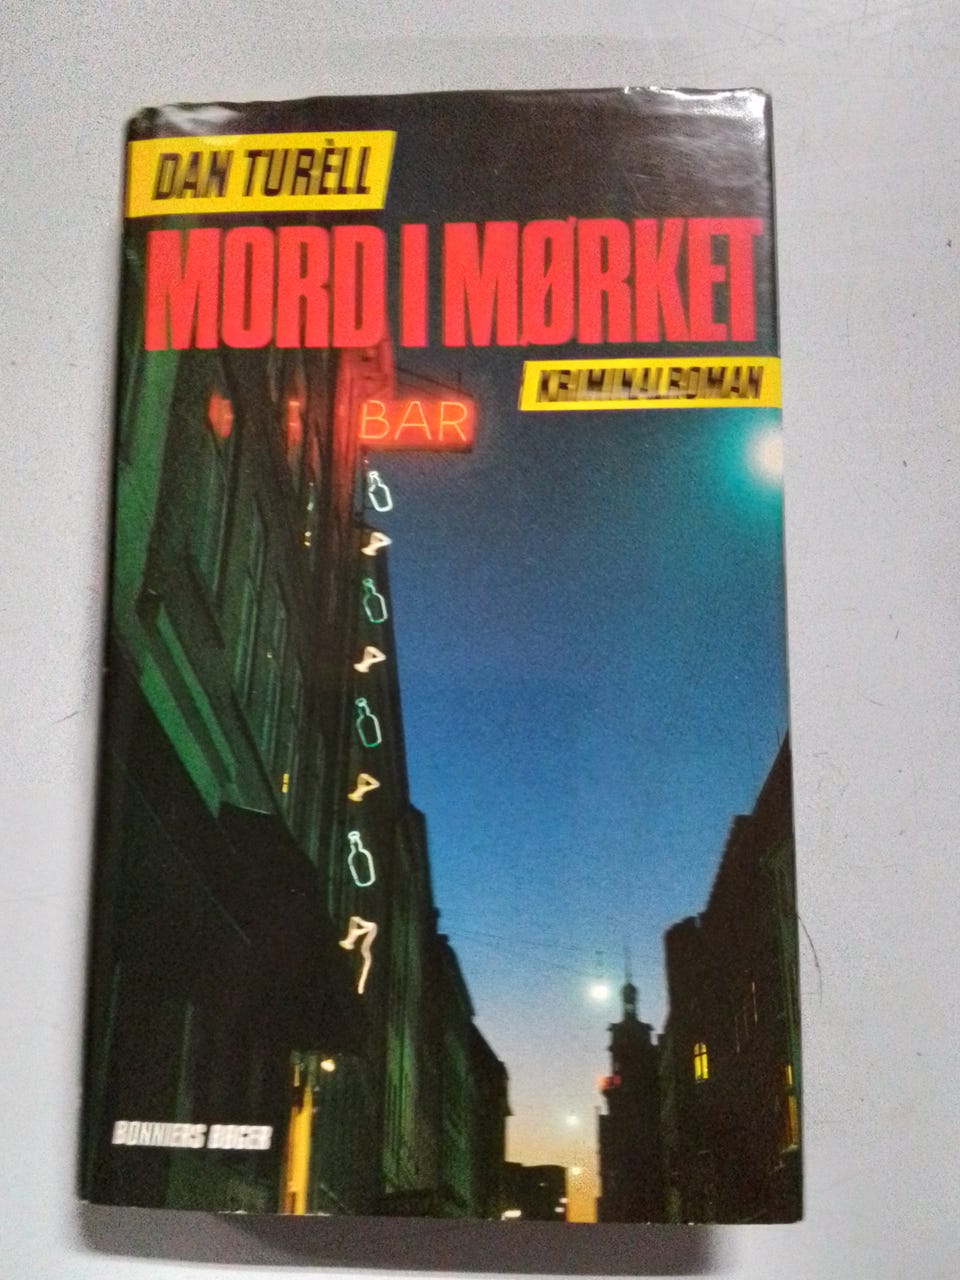 DAN TURÈLL
MORD I MØRKET
KRIMINALROMAN
BAR
BONNIERS BØGER